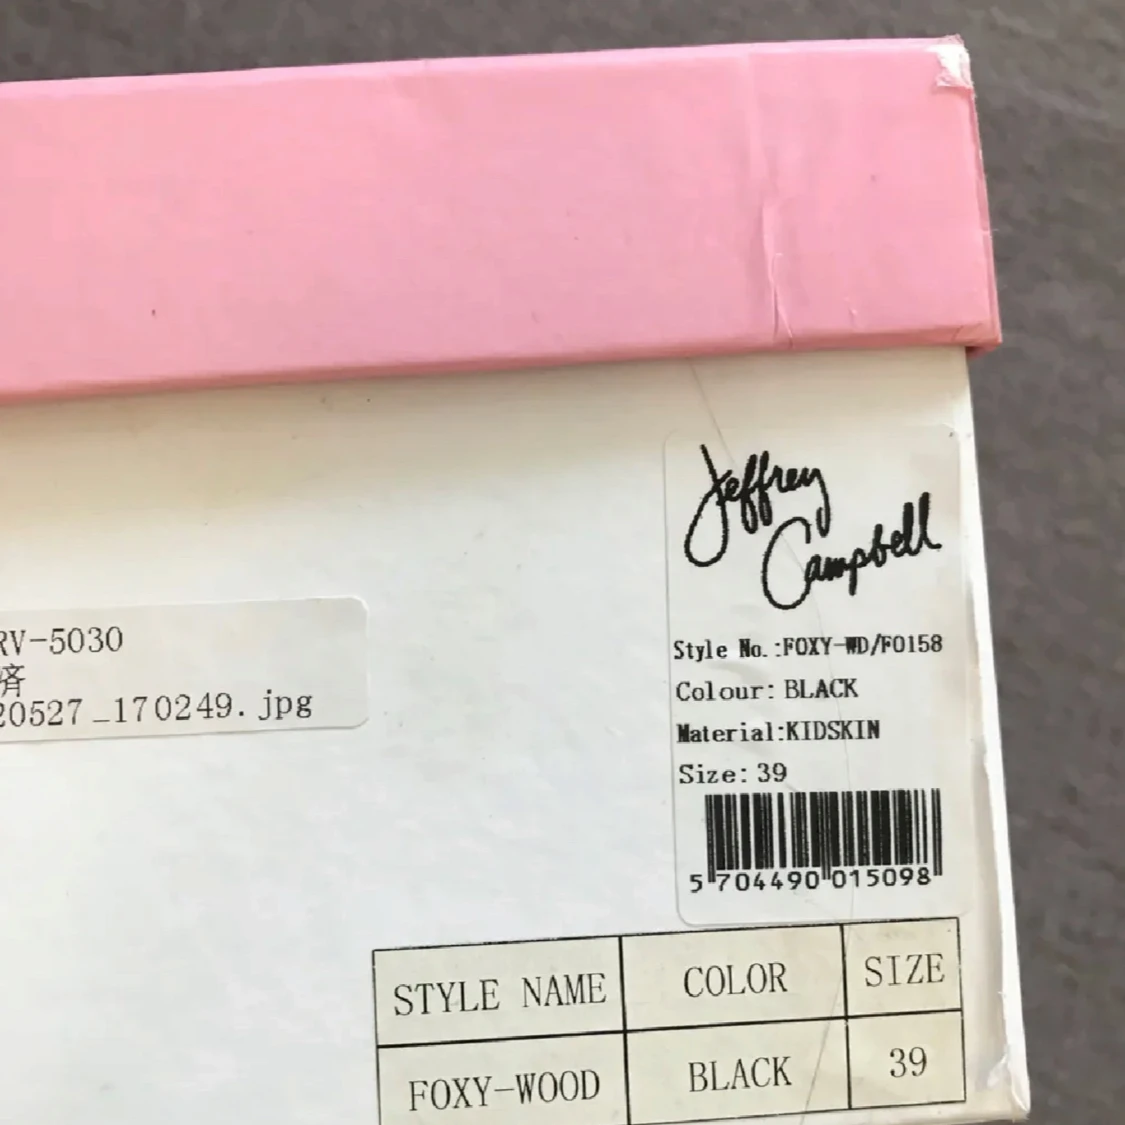 RV-5030
済
20527_170249.jpg
Jeffrey
Campbell
Style No.:FOXY-WD/F0158
Colour: BLACK
Material:KIDSKIN
Size: 39
5 704490 015098
STYLE NAME COLOR SIZE
FOXY-WOOD BLACK 39